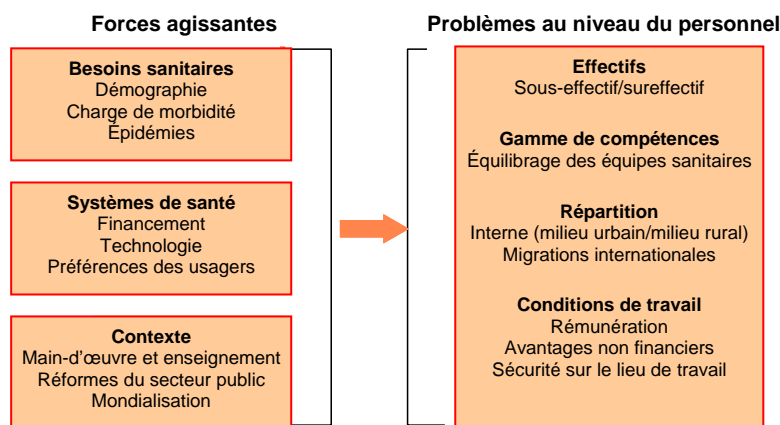 Forces agissantes
Besoins sanitaires
Démographie
Charge de morbidité
Épidémies
Systèmes de santé
Financement
Technologie
Préférences des usagers
Contexte
Main-d'œuvre et enseignement
Réformes du secteur public
Mondialisation
Problèmes au niveau du personnel
Effectifs
Sous-effectif/sureffectif
Gamme de compétences
Équilibrage des équipes sanitaires
Répartition
Interne (milieu urbain/milieu rural)
Migrations internationales
Conditions de travail
Rémunération
Avantages non financiers
Sécurité sur le lieu de travail